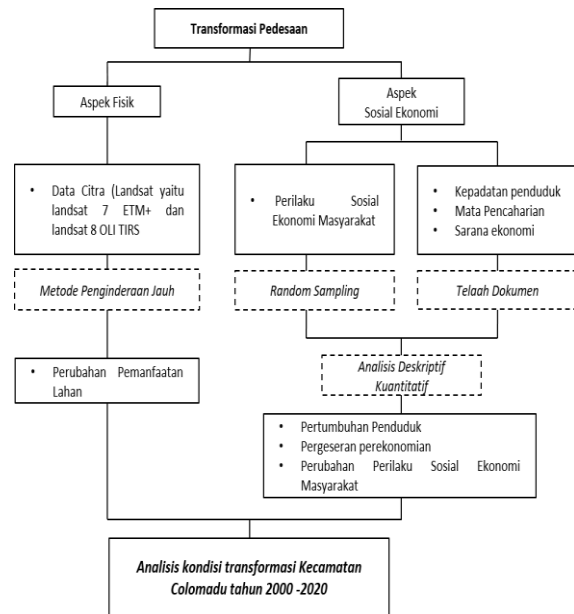 Transformasi Pedesaan
Aspek Fisik
Aspek
Sosial Ekonomi
• Data Citra (Landsat yaitu
landsat 7 ETM+ dan
landsat 8 OLI TIRS
• Perilaku Sosial
Ekonomi Masyarakat
• Kepadatan penduduk
• Mata Pencaharian
• Sarana ekonomi
Metode Penginderaan Jauh
Random Sampling
Telaah Dokumen
• Perubahan Pemanfaatan
Lahan
Analisis Deskriptif
Kuantitatif
• Pertumbuhan Penduduk
• Pergeseran perekonomian
• Perubahan Perilaku Sosial Ekonomi
Masyarakat
Analisis kondisi transformasi Kecamatan
Colomadu tahun 2000 -2020